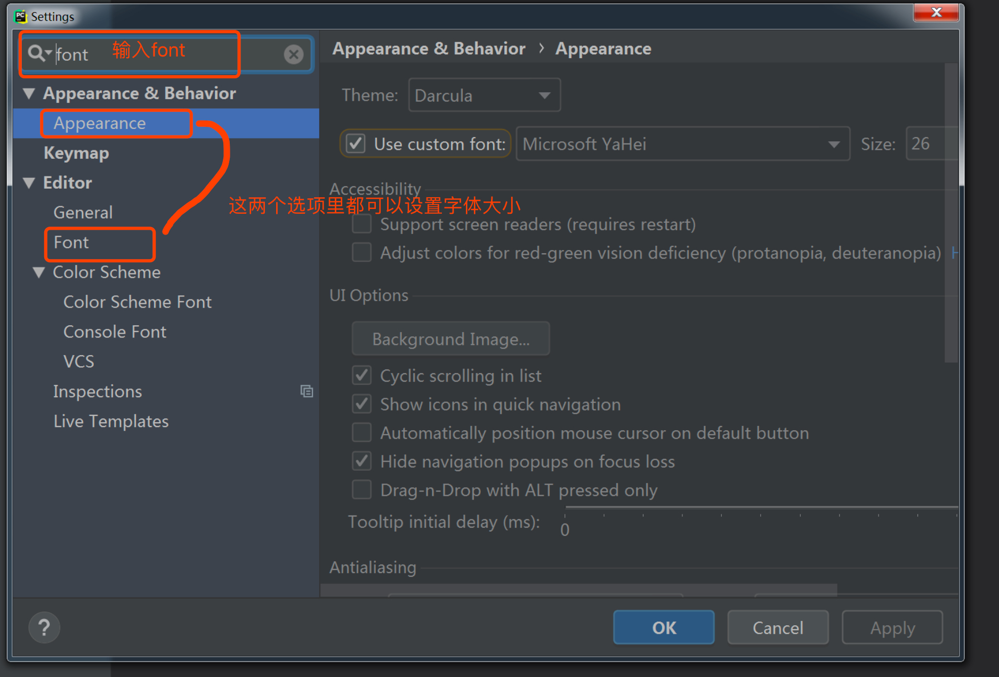 PC Settings
font 输入font
Appearance & Behavior
Appearance
Keymap
Editor
General
Font
Color Scheme
Color Scheme Font
Console Font
VCS
Inspections
Live Templates
这两个选项里都可以设置字体大小
Appearance & Behavior › Appearance
Theme: Darcula
Use custom font: Microsoft YaHei Size: 26
Accessibility
Support screen readers (requires restart)
Adjust colors for red-green vision deficiency (protanopia, deuteranopia) H
UI Options
Background Image...
Cyclic scrolling in list
Show icons in quick navigation
Automatically position mouse cursor on default button
Hide navigation popups on focus loss
Drag-n-Drop with ALT pressed only
Tooltip initial delay (ms):
0
Antialiasing
? OK Cancel Apply